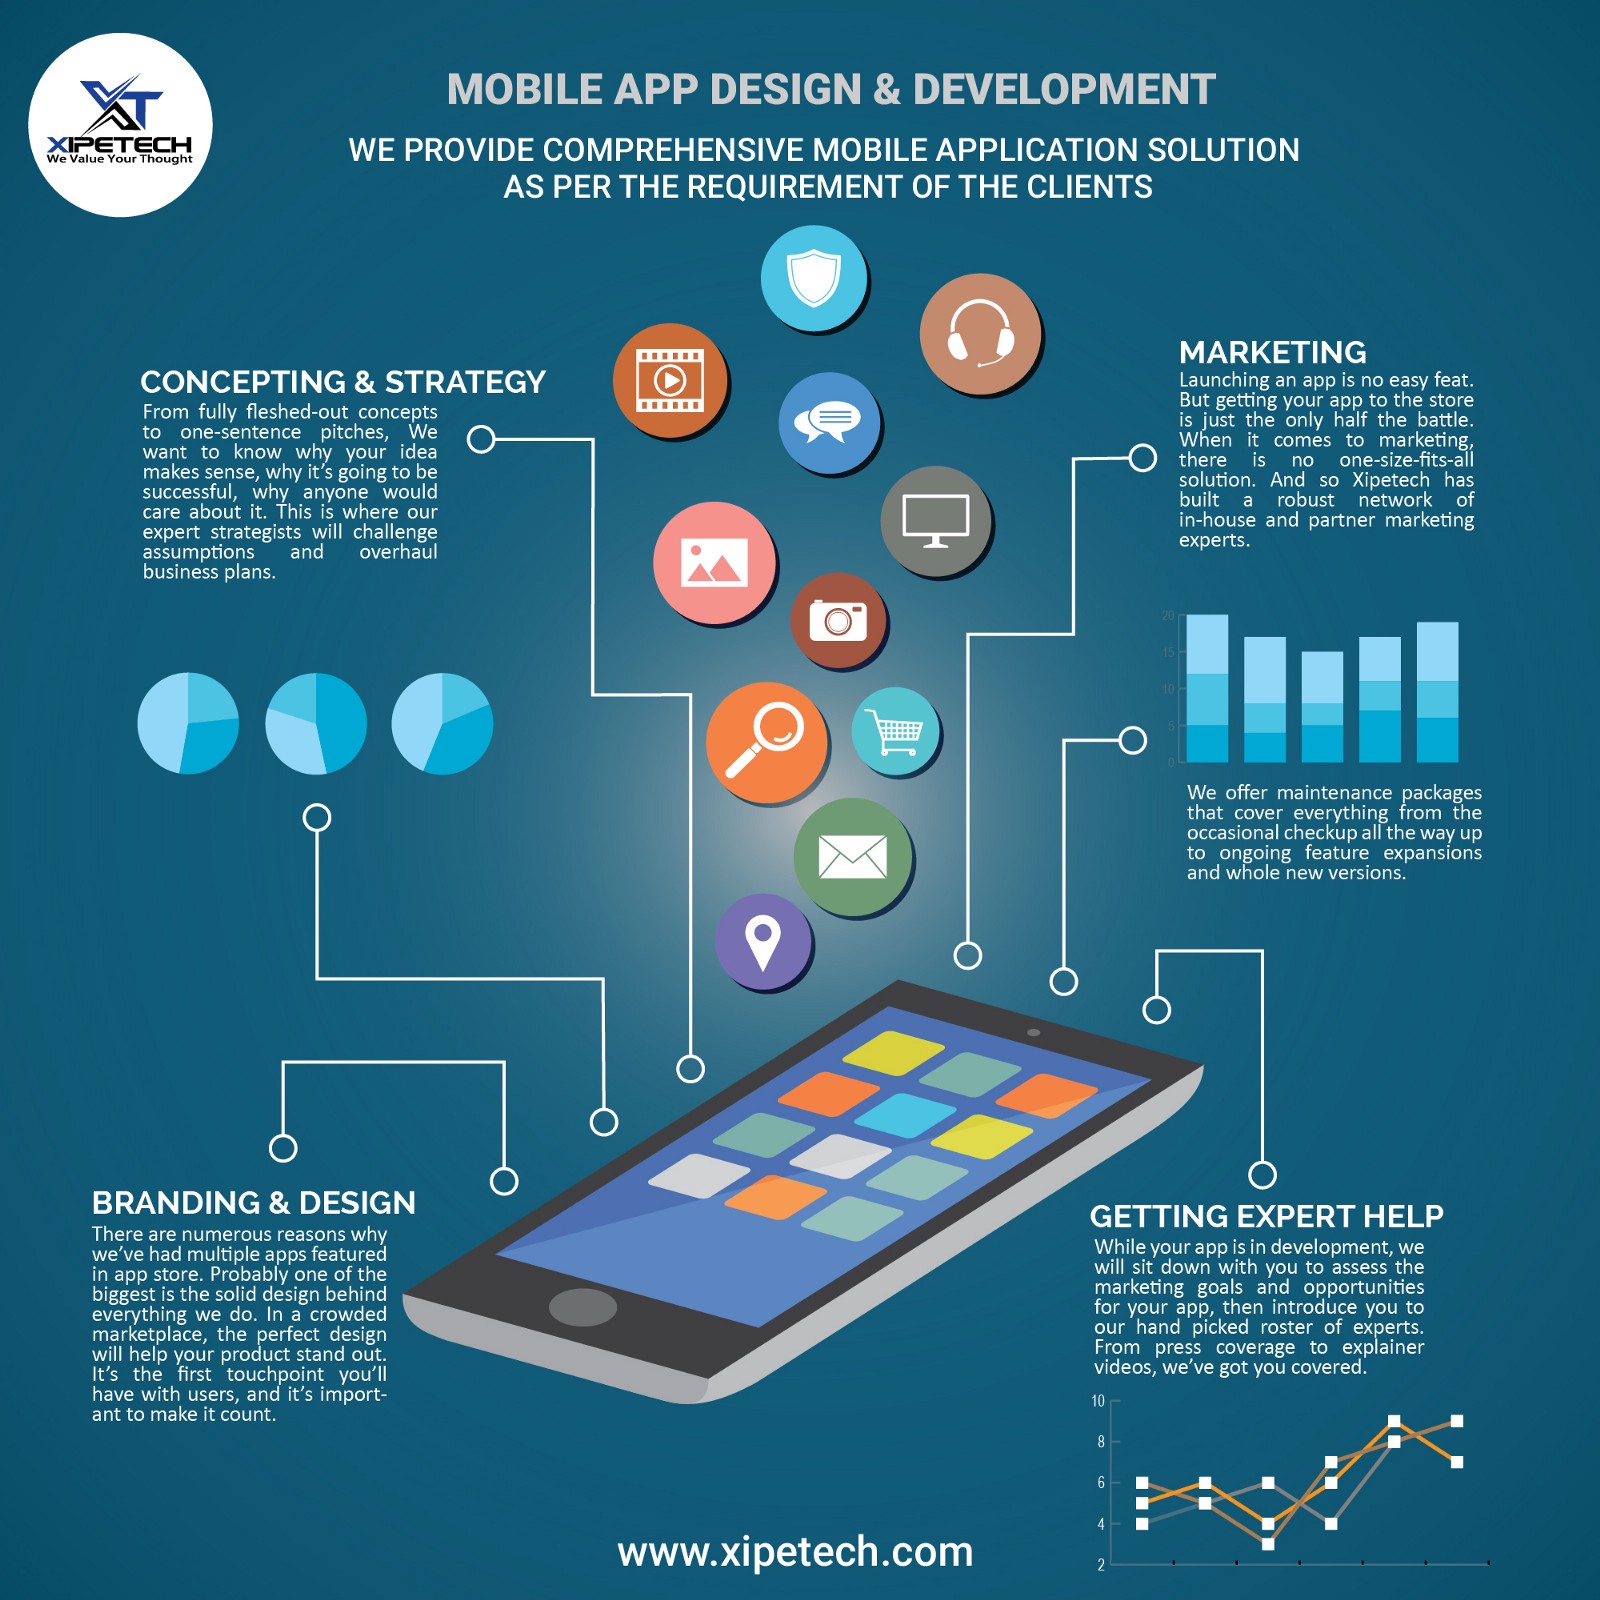 XT
XIPETECH
We Value Your Thought
MOBILE APP DESIGN & DEVELOPMENT
WE PROVIDE COMPREHENSIVE MOBILE APPLICATION SOLUTION
AS PER THE REQUIREMENT OF THE CLIENTS
CONCEPTING & STRATEGY
From fully fleshed-out concepts
to one-sentence pitches, We
want to know why your idea
makes sense, why it's going to be
successful, why anyone would
care about it. This is where our
expert strategists will challenge
assumptions and overhaul
business plans.
MARKETING
Launching an app is no easy feat.
But getting your app to the store
is just the only half the battle.
When it comes to marketing,
there is no one-size-fits-all
solution. And so Xipetech has
built a robust network of
in-house and partner marketing
experts.
20
15
10
5
0
We offer maintenance packages
that cover everything from the
occasional checkup all the way up
to ongoing feature expansions
and whole new versions.
BRANDING & DESIGN
There are numerous reasons why
we've had multiple apps featured
in app store. Probably one of the
biggest is the solid design behind
everything we do. In a crowded
marketplace, the perfect design
will help your product stand out.
It's the first touchpoint you'll
have with users, and it's import-
ant to make it count.
GETTING EXPERT HELP
While your app is in development, we
will sit down with you to assess the
marketing goals and opportunities
for your app, then introduce you to
our hand picked roster of experts.
From press coverage to explainer
videos, we've got you covered.
10
8
6
4
2
www.xipetech.com